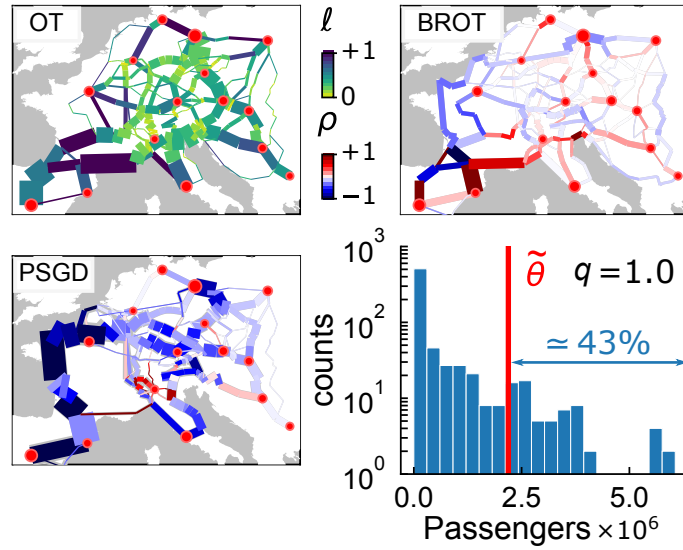 OT
ℓ
+1
0
ρ
+1
−1
BROT
PSGD
counts
10³
10²
10¹
10⁰
θ̃
q = 1.0
≃ 43%
0.0
2.5
5.0
Passengers ×10⁶